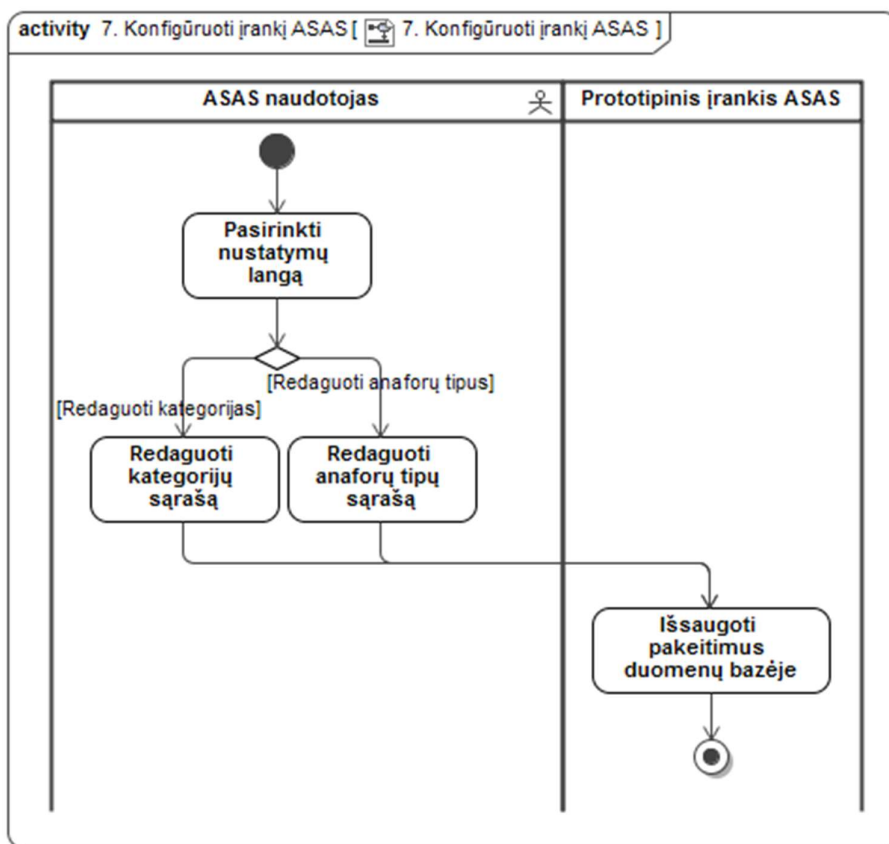 activity 7. Konfigūruoti įrankį ASAS [ 7. Konfigūruoti įrankį ASAS ]
ASAS naudotojas
Prototipinis įrankis ASAS
Pasirinkti
nustatymų
langą
[Redaguoti anaforų tipus]
[Redaguoti kategorijas]
Redaguoti
kategorijų
sąrašą
Redaguoti
anaforų tipų
sąrašą
Išsaugoti
pakeitimus
duomenų bazėje